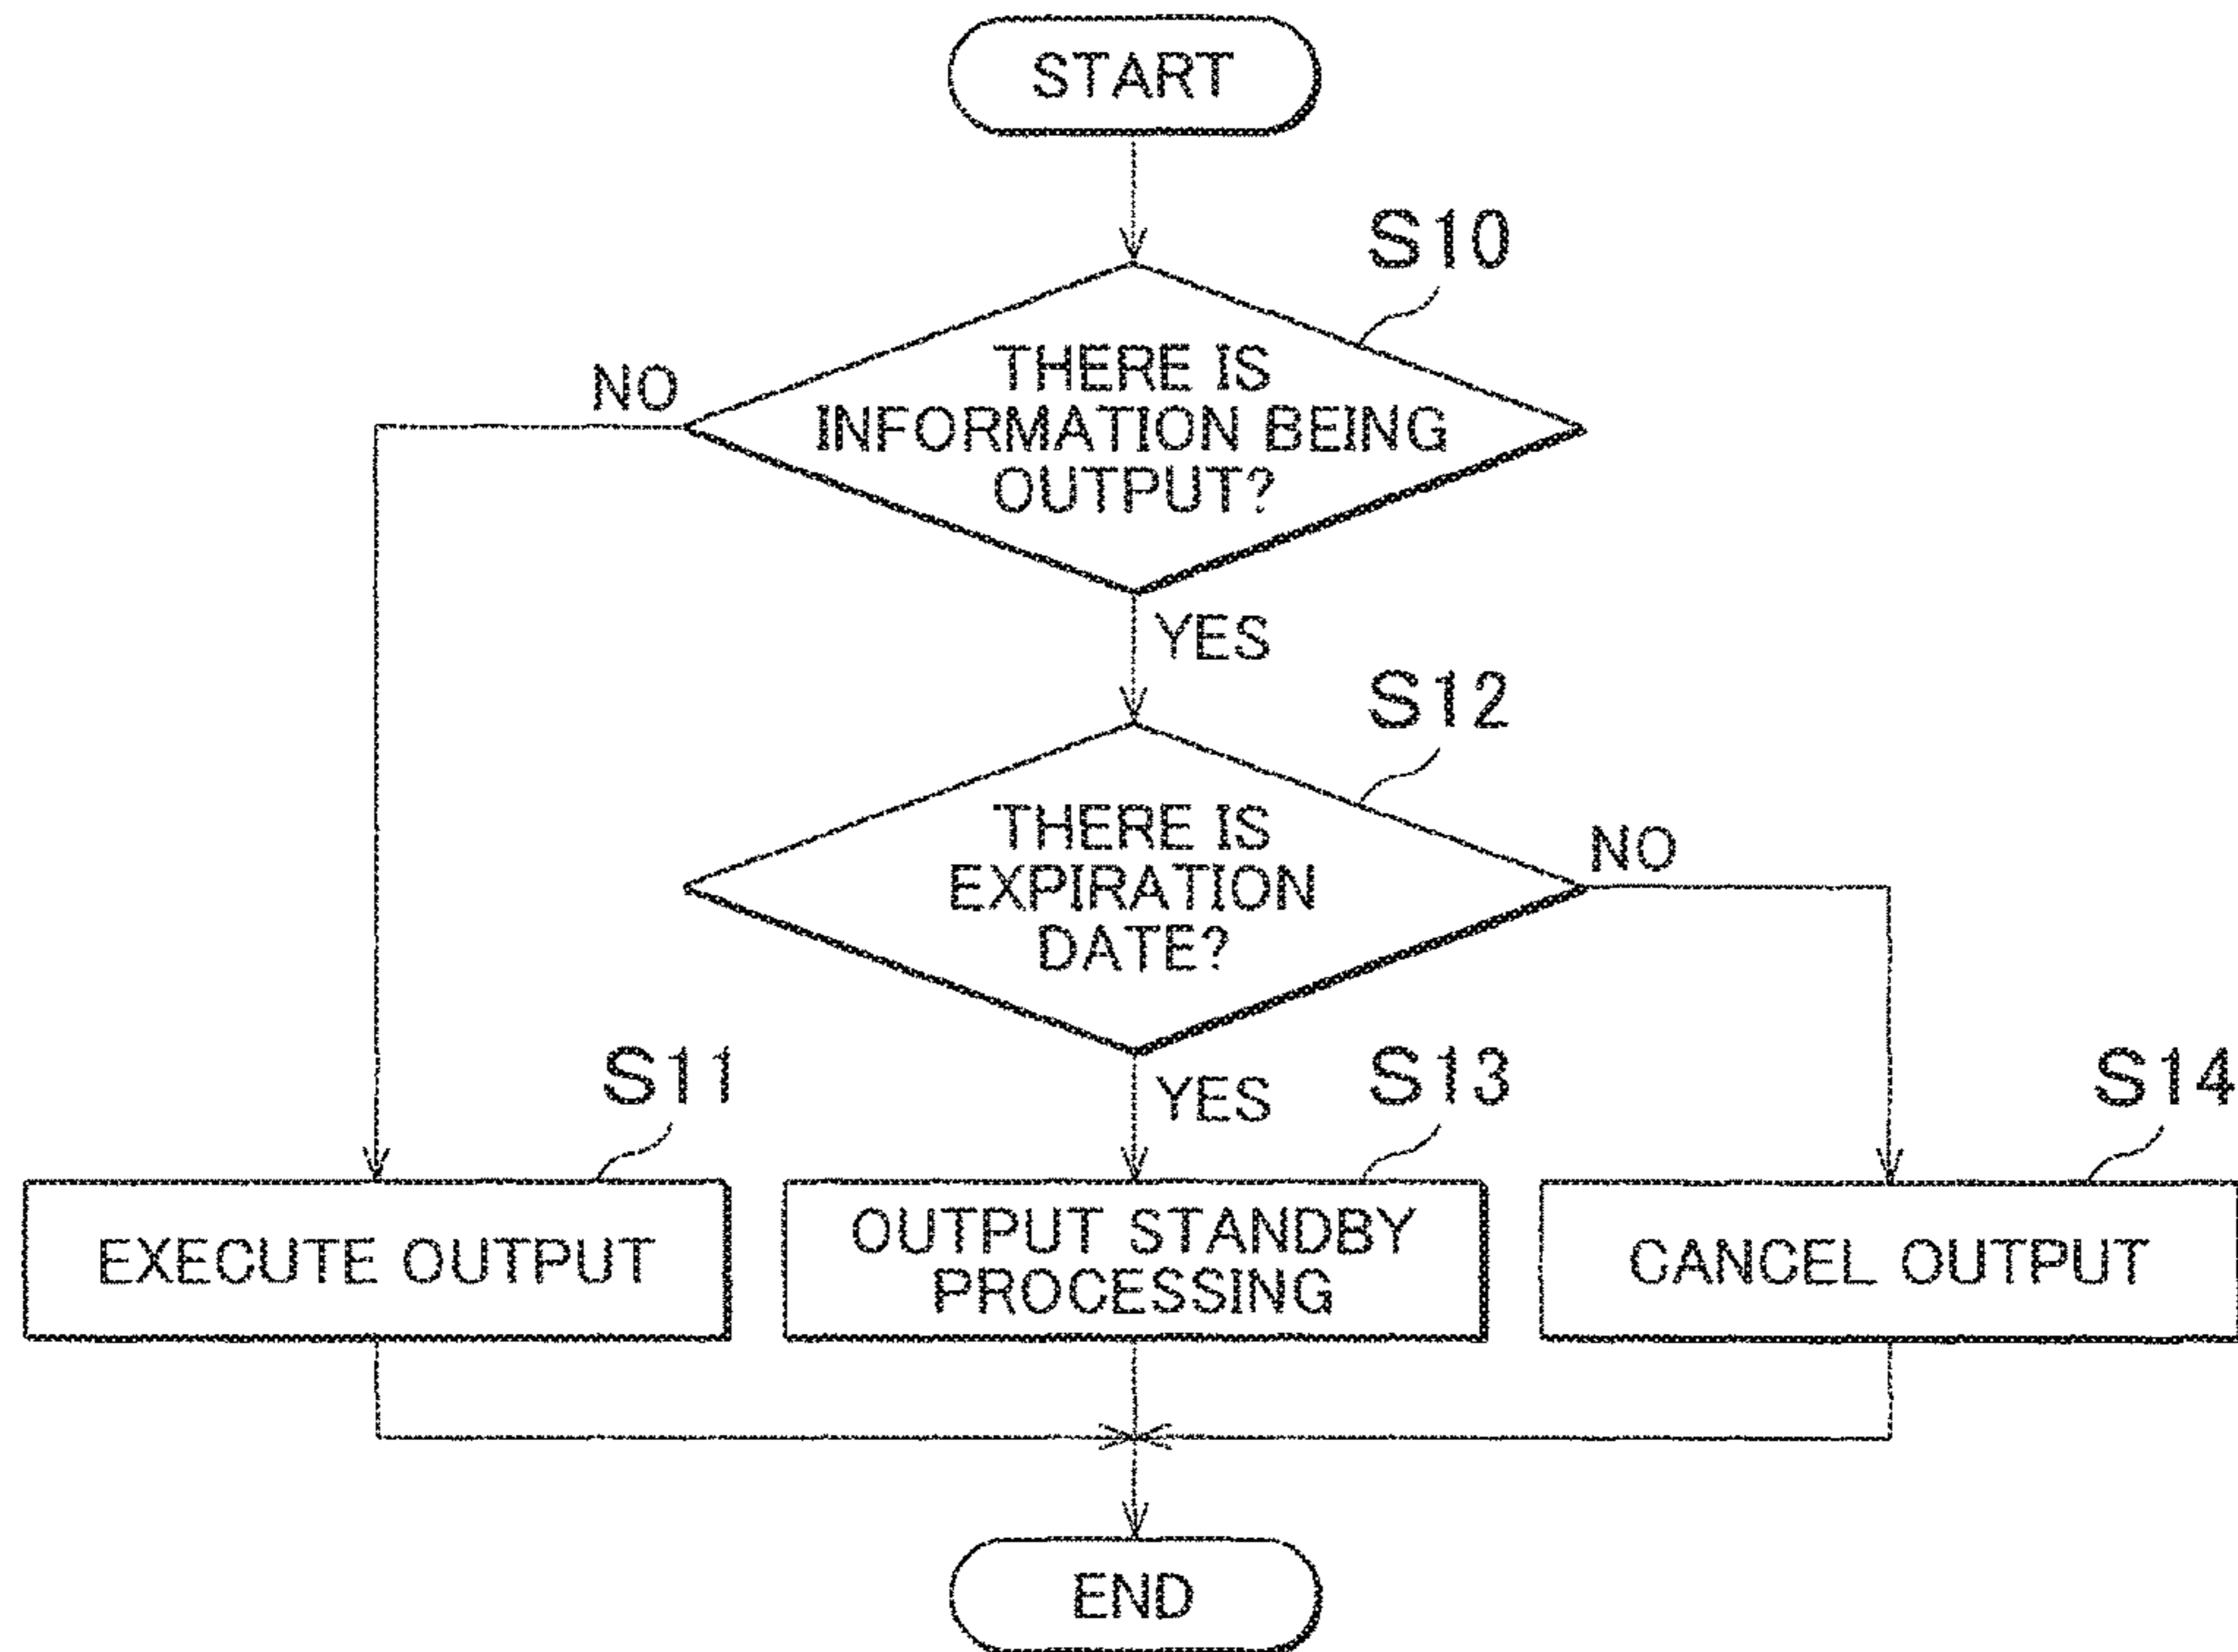 START
S10
NO
THERE IS
INFORMATION BEING
OUTPUT?
YES
S12
THERE IS
EXPIRATION
DATE?
NO
YES
S11
S13
S14
EXECUTE OUTPUT
OUTPUT STANDBY
PROCESSING
CANCEL OUTPUT
END